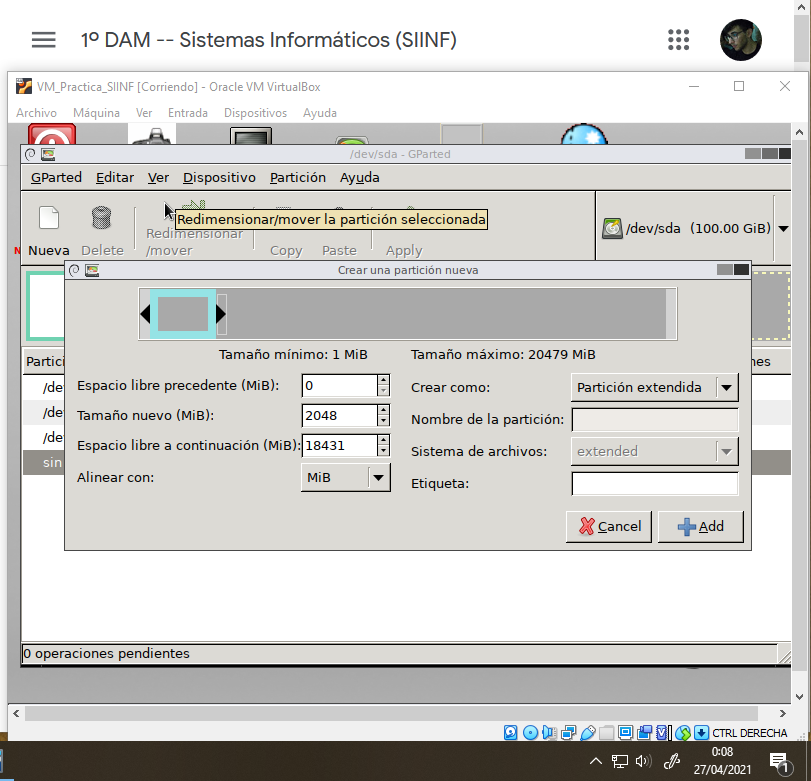 1º DAM -- Sistemas Informáticos (SIINF)
VM_Practica_SIINF [Corriendo] - Oracle VM VirtualBox
Archivo Máquina Ver Entrada Dispositivos Ayuda
/dev/sda - GParted
GParted Editar Ver Dispositivo Partición Ayuda
Redimensionar/mover la partición seleccionada
Nueva Delete Redimensionar
/mover Copy Paste Apply
/dev/sda (100.00 GiB)
Crear una partición nueva
Tamaño mínimo: 1 MiB Tamaño máximo: 20479 MiB
Espacio libre precedente (MiB): 0
Tamaño nuevo (MiB): 2048
Espacio libre a continuación (MiB): 18431
Alinear con: MiB
Crear como: Partición extendida
Nombre de la partición:
Sistema de archivos: extended
Etiqueta:
Cancel Add
Partici
/de
/de
/de
sin
nes
0 operaciones pendientes
CTRL DERECHA
0:08
27/04/2021
1